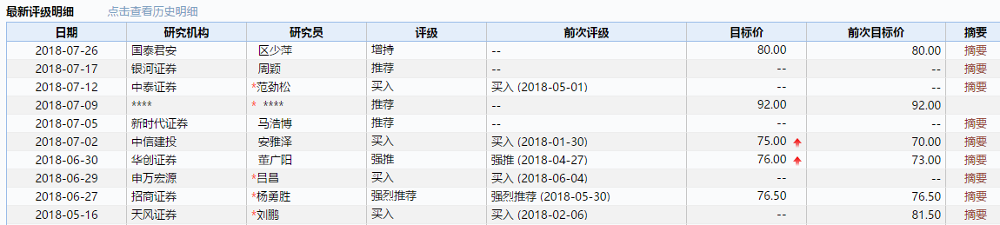 最新评级明细 点击查看历史明细
日期 研究机构 研究员 评级 前次评级 目标价 前次目标价 摘要
2018-07-26 国泰君安 区少萍 增持 -- 80.00 80.00 摘要
2018-07-17 银河证券 周颖 推荐 -- -- -- 摘要
2018-07-12 中泰证券 *范劲松 买入 买入 (2018-05-01) -- -- 摘要
2018-07-09 **** * **** 推荐 -- 92.00 92.00
2018-07-05 新时代证券 马浩博 推荐 -- -- -- 摘要
2018-07-02 中信建投 安雅泽 买入 买入 (2018-01-30) 75.00 70.00 摘要
2018-06-30 华创证券 董广阳 强推 强推 (2018-04-27) 76.00 73.00 摘要
2018-06-29 申万宏源 *吕昌 买入 买入 (2018-06-04) -- -- 摘要
2018-06-27 招商证券 *杨勇胜 强烈推荐 强烈推荐 (2018-05-30) 76.50 76.50 摘要
2018-05-16 天风证券 *刘鹏 买入 买入 (2018-02-06) -- 81.50 摘要